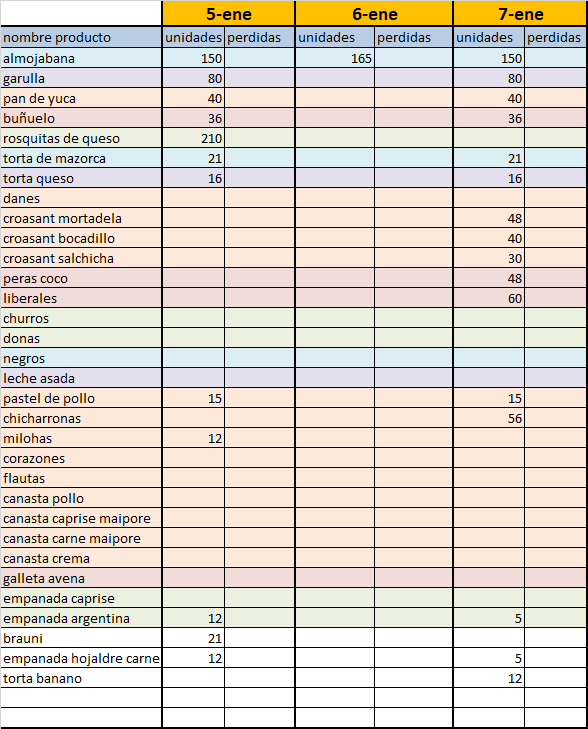 5-ene 6-ene 7-ene
nombre producto unidades perdidas unidades perdidas unidades perdidas
almojabana 150 165 150
garulla 80 80
pan de yuca 40 40
buñuelo 36 36
rosquitas de queso 210
torta de mazorca 21 21
torta queso 16 16
danes
croasant mortadela 48
croasant bocadillo 40
croasant salchicha 30
peras coco 48
liberales 60
churros
donas
negros
leche asada
pastel de pollo 15 15
chicharronas 56
milohas 12
corazones
flautas
canasta pollo
canasta caprise maipore
canasta carne maipore
canasta crema
galleta avena
empanada caprise
empanada argentina 12 5
brauni 21
empanada hojaldre carne 12 5
torta banano 12